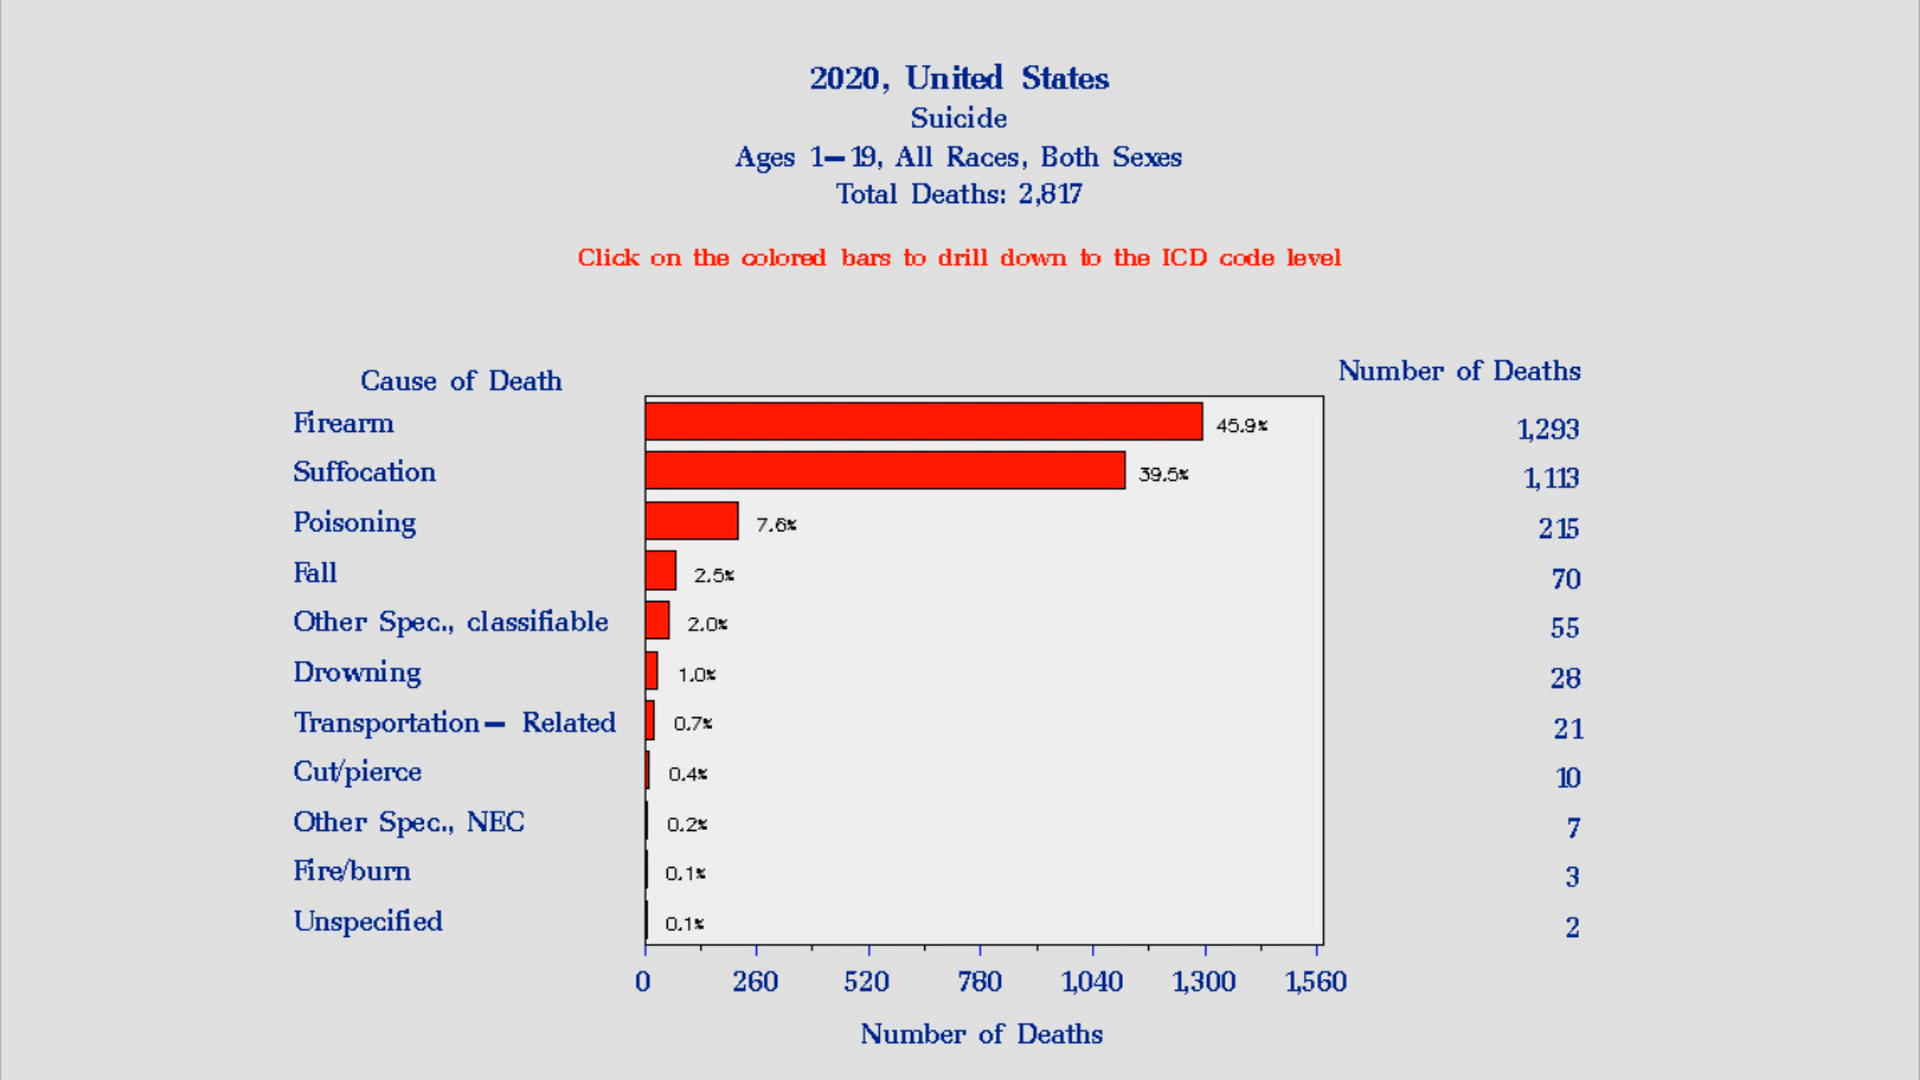 2020, United States
Suicide
Ages 1—19, All Races, Both Sexes
Total Deaths: 2,817
Click on the colored bars to drill down to the ICD code level
Cause of Death
Number of Deaths
Firearm 45.9% 1,293
Suffocation 39.5% 1,113
Poisoning 7.6% 215
Fall 2.5% 70
Other Spec., classifiable 2.0% 55
Drowning 1.0% 28
Transportation— Related 0.7% 21
Cut/pierce 0.4% 10
Other Spec., NEC 0.2% 7
Fire/burn 0.1% 3
Unspecified 0.1% 2
0 260 520 780 1,040 1,300 1,560
Number of Deaths